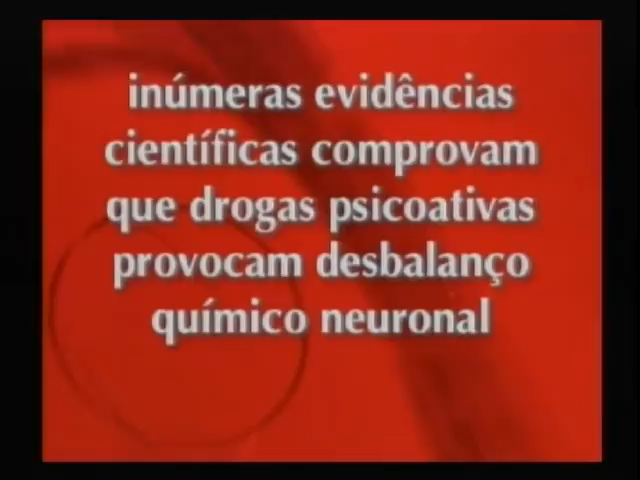 inúmeras evidências
científicas comprovam
que drogas psicoativas
provocam desbalanço
químico neuronal